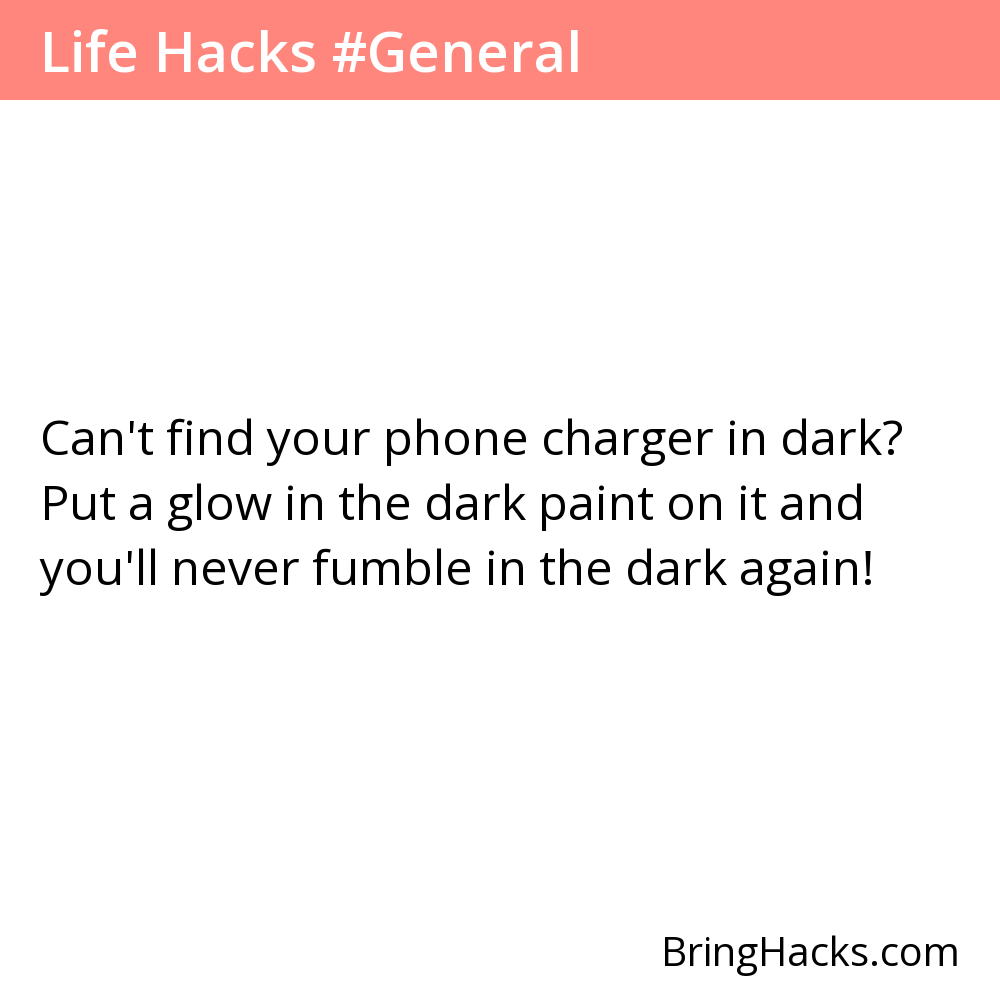 Life Hacks #General
Can't find your phone charger in dark?
Put a glow in the dark paint on it and
you'll never fumble in the dark again!
BringHacks.com